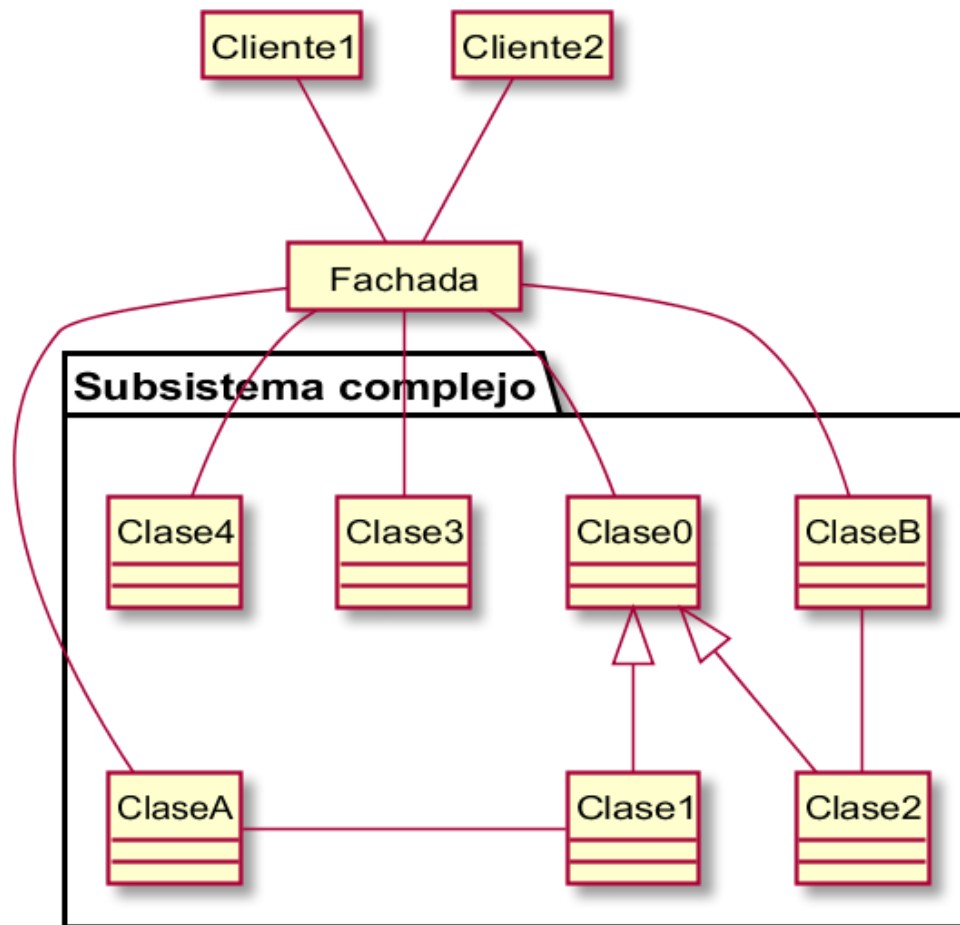 Cliente1
Cliente2
Fachada
Subsistema complejo
Clase4
Clase3
Clase0
ClaseB
ClaseA
Clase1
Clase2